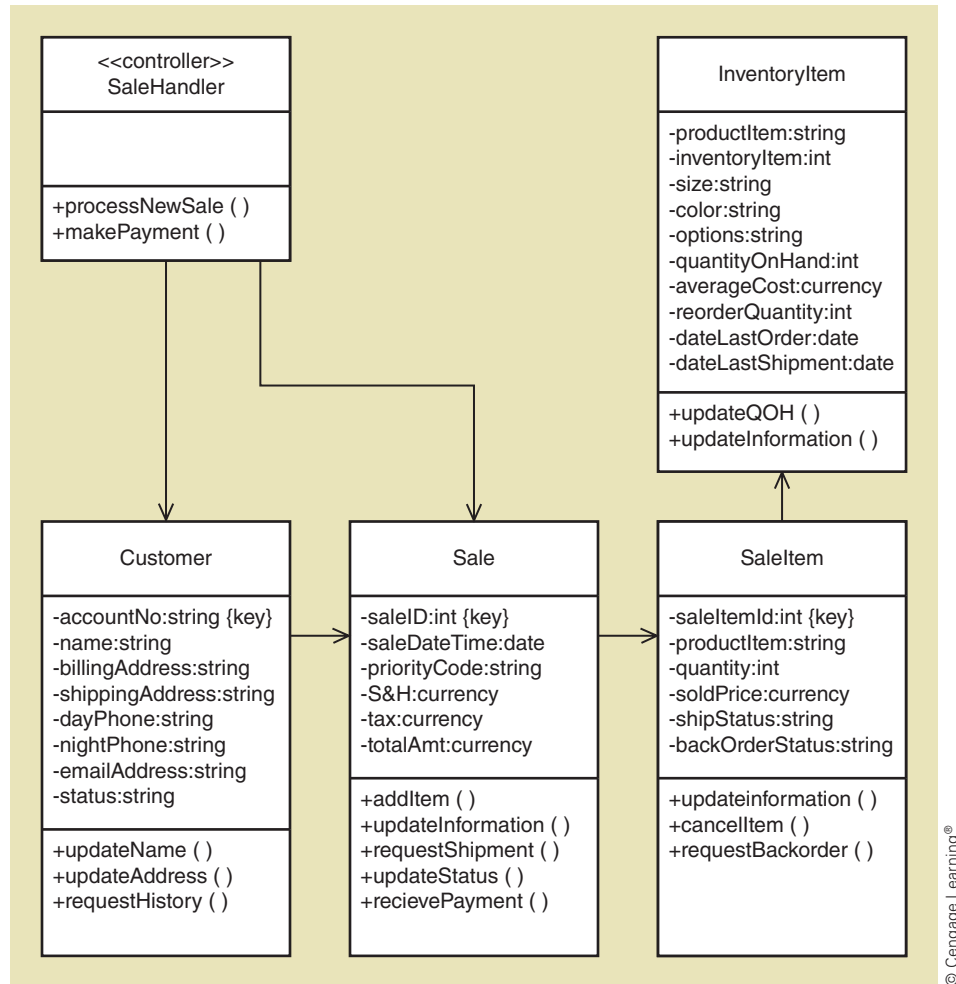 <<controller>>
SaleHandler
+processNewSale ( )
+makePayment ( )
InventoryItem
-productItem:string
-inventoryItem:int
-size:string
-color:string
-options:string
-quantityOnHand:int
-averageCost:currency
-reorderQuantity:int
-dateLastOrder:date
-dateLastShipment:date
+updateQOH ( )
+updateInformation ( )
Customer
-accountNo:string {key}
-name:string
-billingAddress:string
-shippingAddress:string
-dayPhone:string
-nightPhone:string
-emailAddress:string
-status:string
+updateName ( )
+updateAddress ( )
+requestHistory ( )
Sale
-saleID:int {key}
-saleDateTime:date
-priorityCode:string
-S&H:currency
-tax:currency
-totalAmt:currency
+addItem ( )
+updateInformation ( )
+requestShipment ( )
+updateStatus ( )
+recievePayment ( )
SaleItem
-saleItemId:int {key}
-productItem:string
-quantity:int
-soldPrice:currency
-shipStatus:string
-backOrderStatus:string
+updateinformation ( )
+cancelItem ( )
+requestBackorder ( )
© Cengage Learning®